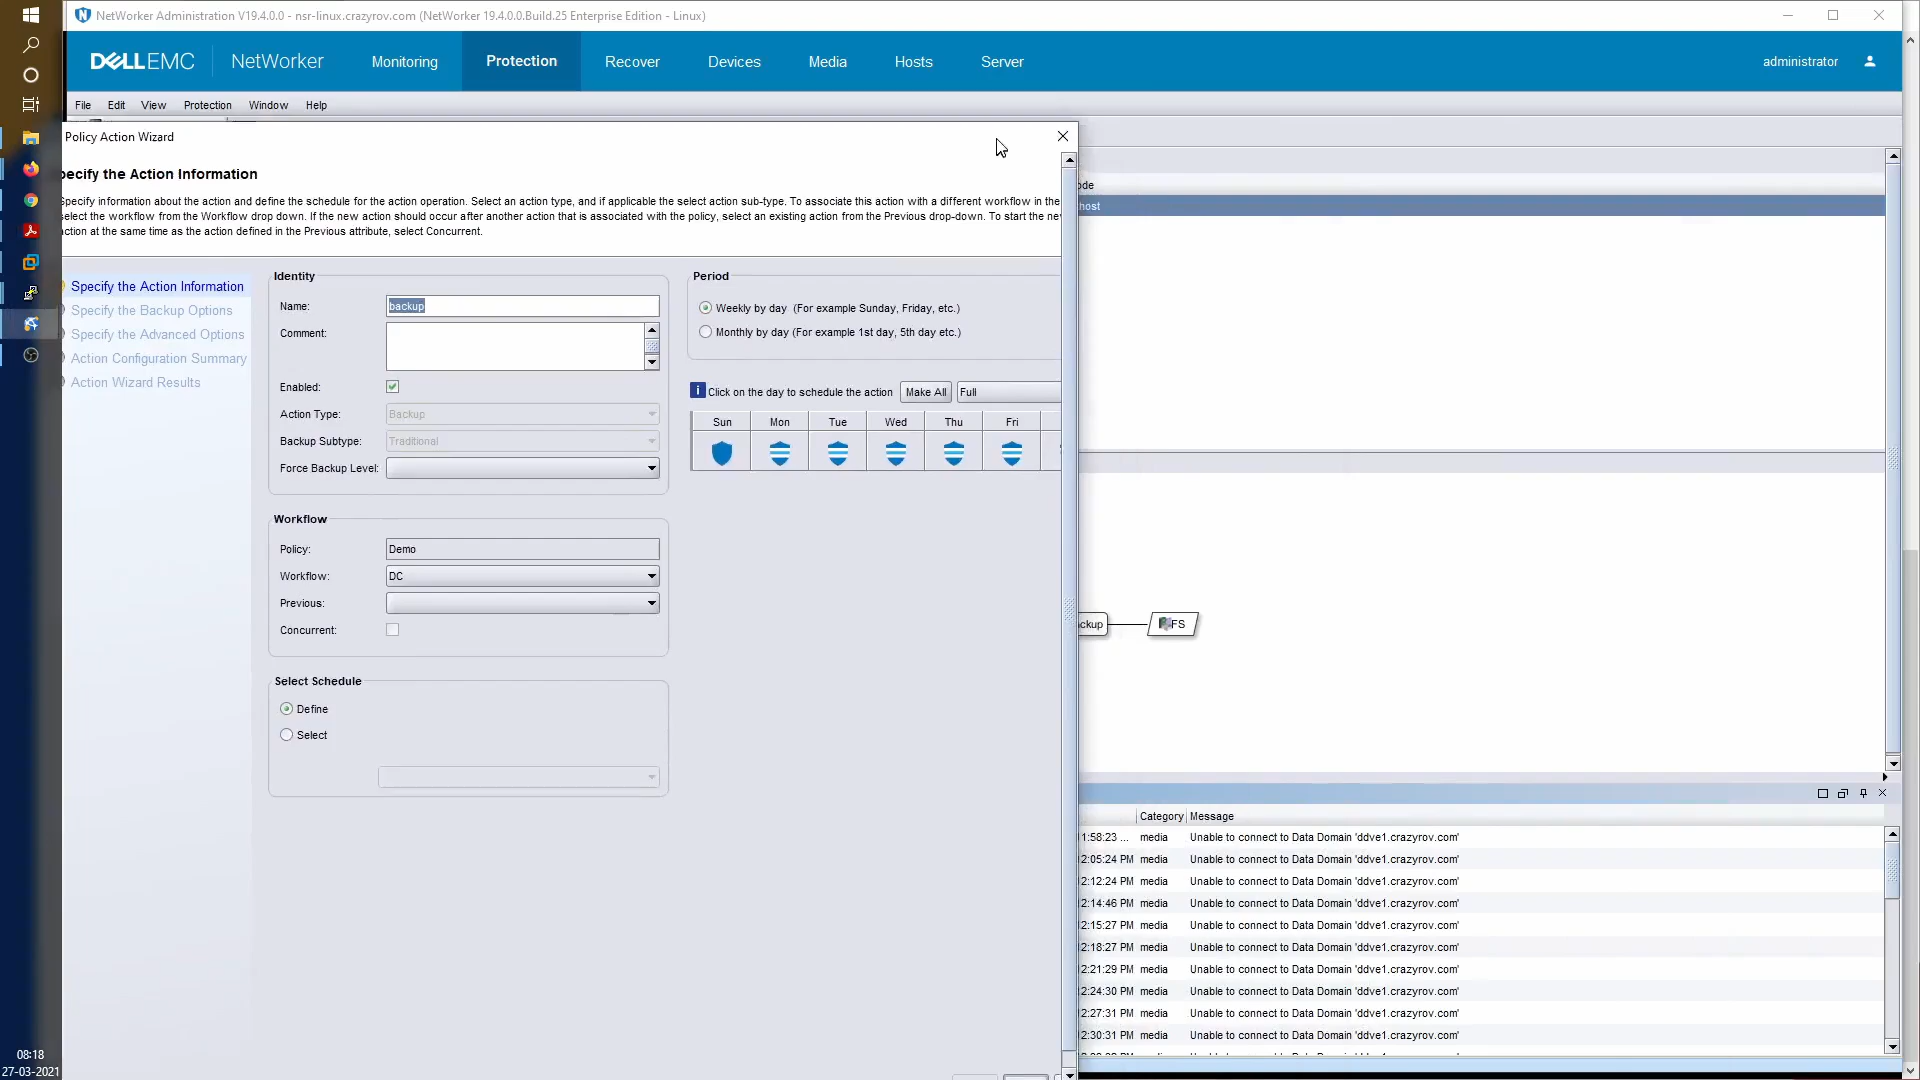 NetWorker Administration V19.4.0.0 - nsr-linux.crazyrov.com (NetWorker 19.4.0.0.Build.25 Enterprise Edition - Linux)
DELLEMC NetWorker Monitoring Protection Recover Devices Media Hosts Server administrator
File Edit View Protection Window Help
Policy Action Wizard
pecify the Action Information
Specify information about the action and define the schedule for the action operation. Select an action type, and if applicable the select action sub-type. To associate this action with a different workflow in the
select the workflow from the Workflow drop down. If the new action should occur after another action that is associated with the policy, select an existing action from the Previous drop-down. To start the new
action at the same time as the action defined in the Previous attribute, select Concurrent.
Specify the Action Information
Specify the Backup Options
Specify the Advanced Options
Action Configuration Summary
Action Wizard Results
Identity
Name: backup
Comment:
Enabled:
Action Type: Backup
Backup Subtype: Traditional
Force Backup Level:
Workflow
Policy: Demo
Workflow: DC
Previous:
Concurrent:
Select Schedule
Define
Select
Period
Weekly by day (For example Sunday, Friday, etc.)
Monthly by day (For example 1st day, 5th day etc.)
i Click on the day to schedule the action Make All Full
Sun Mon Tue Wed Thu Fri
ode
host
ckup FS
Category Message
1:58:23 ... media Unable to connect to Data Domain 'ddve1.crazyrov.com'
2:05:24 PM media Unable to connect to Data Domain 'ddve1.crazyrov.com'
2:12:24 PM media Unable to connect to Data Domain 'ddve1.crazyrov.com'
2:14:46 PM media Unable to connect to Data Domain 'ddve1.crazyrov.com'
2:15:27 PM media Unable to connect to Data Domain 'ddve1.crazyrov.com'
2:18:27 PM media Unable to connect to Data Domain 'ddve1.crazyrov.com'
2:21:29 PM media Unable to connect to Data Domain 'ddve1.crazyrov.com'
2:24:30 PM media Unable to connect to Data Domain 'ddve1.crazyrov.com'
2:27:31 PM media Unable to connect to Data Domain 'ddve1.crazyrov.com'
2:30:31 PM media Unable to connect to Data Domain 'ddve1.crazyrov.com'
08:18
27-03-2021